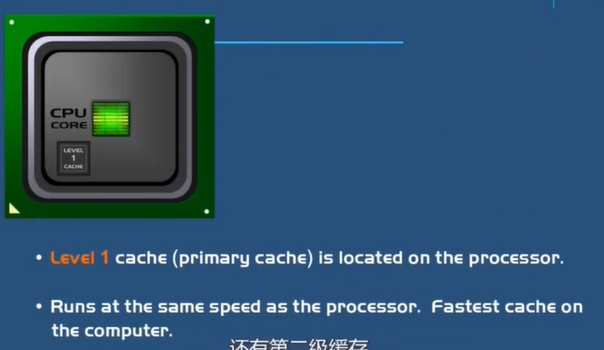 CPU
CORE
LEVEL
1
CACHE
• Level 1 cache (primary cache) is located on the processor.
• Runs at the same speed as the processor. Fastest cache on
the computer.
还有第二级缓存